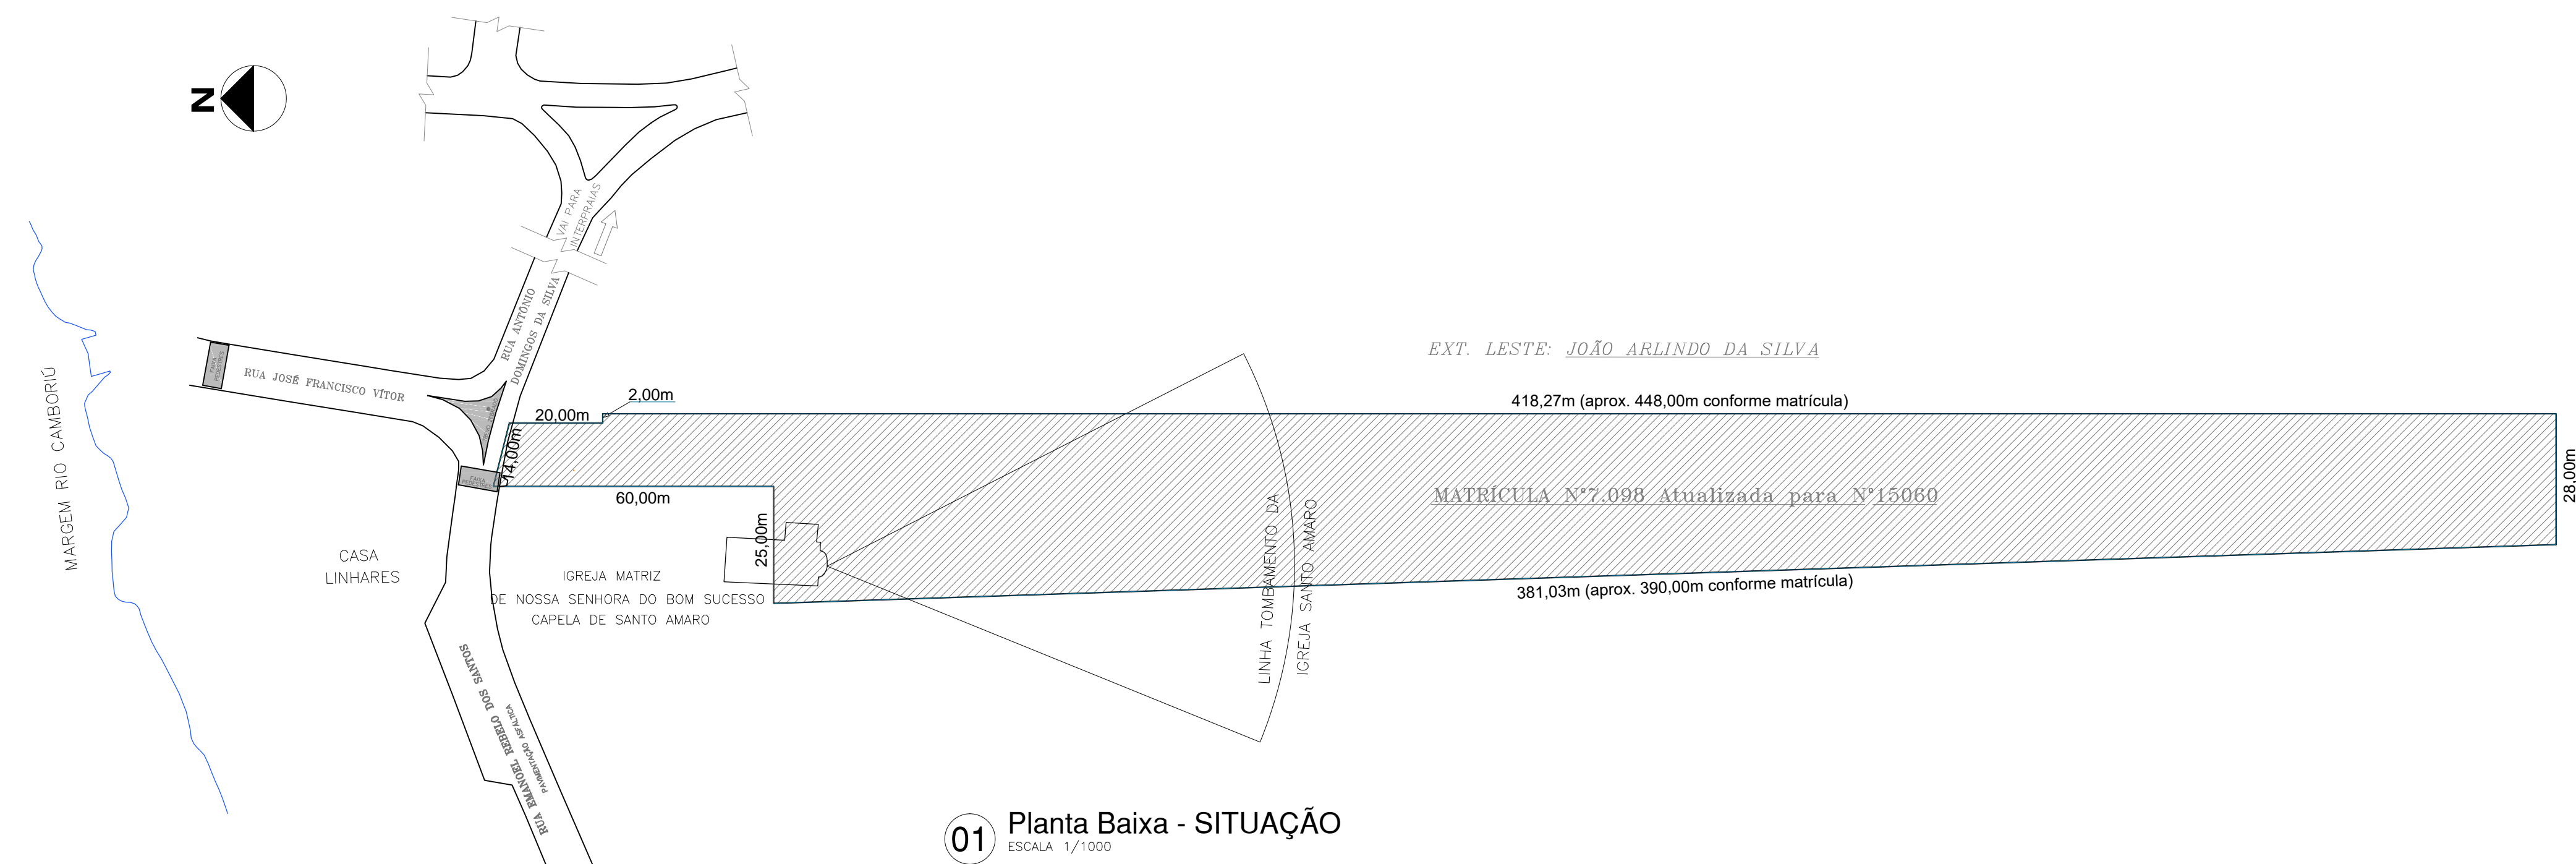 N
VAI PARA
INTERPRAIAS
RUA ANTÔNIO
DOMINGOS DA SILVA
FAIXA
PEDESTRES
RUA JOSÉ FRANCISCO VÍTOR
MARGEM RIO CAMBORIÚ
EXT. LESTE: JOÃO ARLINDO DA SILVA
2,00m
20,00m
418,27m (aprox. 448,00m conforme matrícula)
14,00m
FAIXA
PEDESTRES
60,00m
25,00m
28,00m
MATRÍCULA N°7.098 Atualizada para N°15060
LINHA TOMBAMENTO DA
IGREJA SANTO AMARO
381,03m (aprox. 390,00m conforme matrícula)
CASA
LINHARES
IGREJA MATRIZ
DE NOSSA SENHORA DO BOM SUCESSO
CAPELA DE SANTO AMARO
RUA EMANOEL REBELO DOS SANTOS
PAVIMENTAÇÃO ASFÁLTICA
01
Planta Baixa - SITUAÇÃO
ESCALA 1/1000